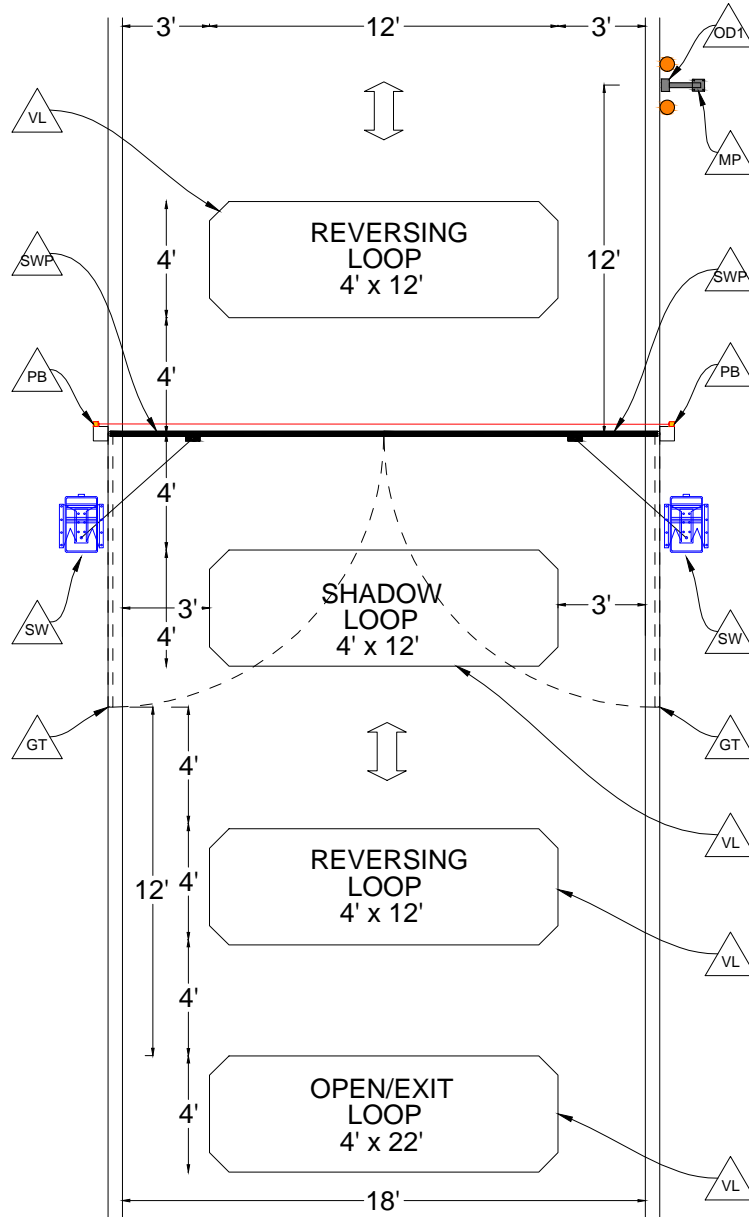 3' 12' 3'
OD1
VL
MP
REVERSING
LOOP
4' x 12'
4'
12'
SWP
SWP
4'
PB
PB
4'
SW
SW
SHADOW
LOOP
4' x 12'
3'
3'
4'
GT
GT
4'
VL
REVERSING
LOOP
4' x 12'
12'
4'
VL
4'
OPEN/EXIT
LOOP
4' x 22'
4'
VL
18'